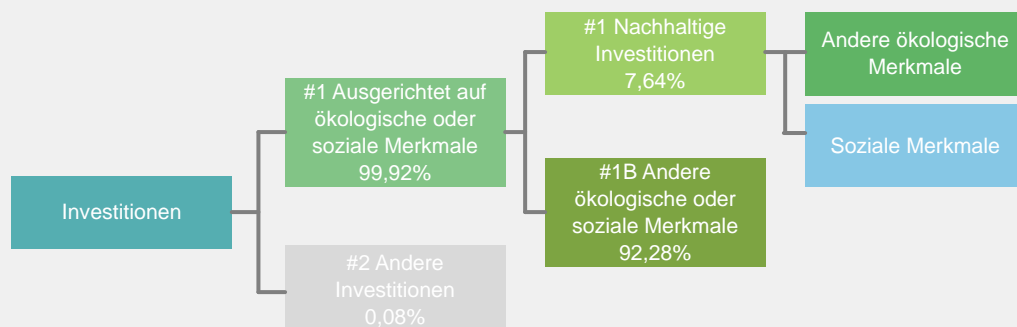 Investitionen
#1 Ausgerichtet auf
ökologische oder
soziale Merkmale
99,92%
#2 Andere
Investitionen
0,08%
#1 Nachhaltige
Investitionen
7,64%
#1B Andere
ökologische oder
soziale Merkmale
92,28%
Andere ökologische
Merkmale
Soziale Merkmale